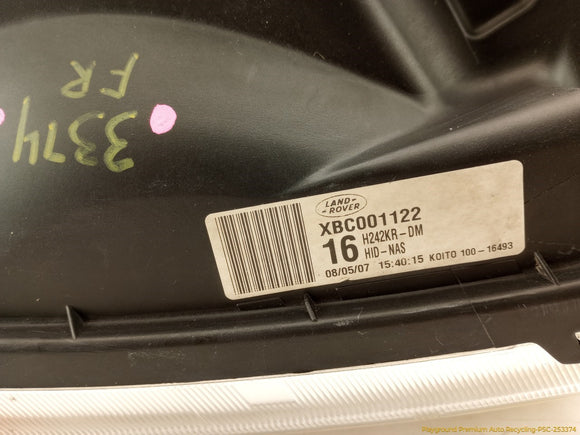 3374
FR
LAND-
ROVER
XBC001122
16 H242KR-DM
HID-NAS
08/05/07 15:40:15 KOITO 100-16493
Playground Premium Auto Recycling-PSC-253374